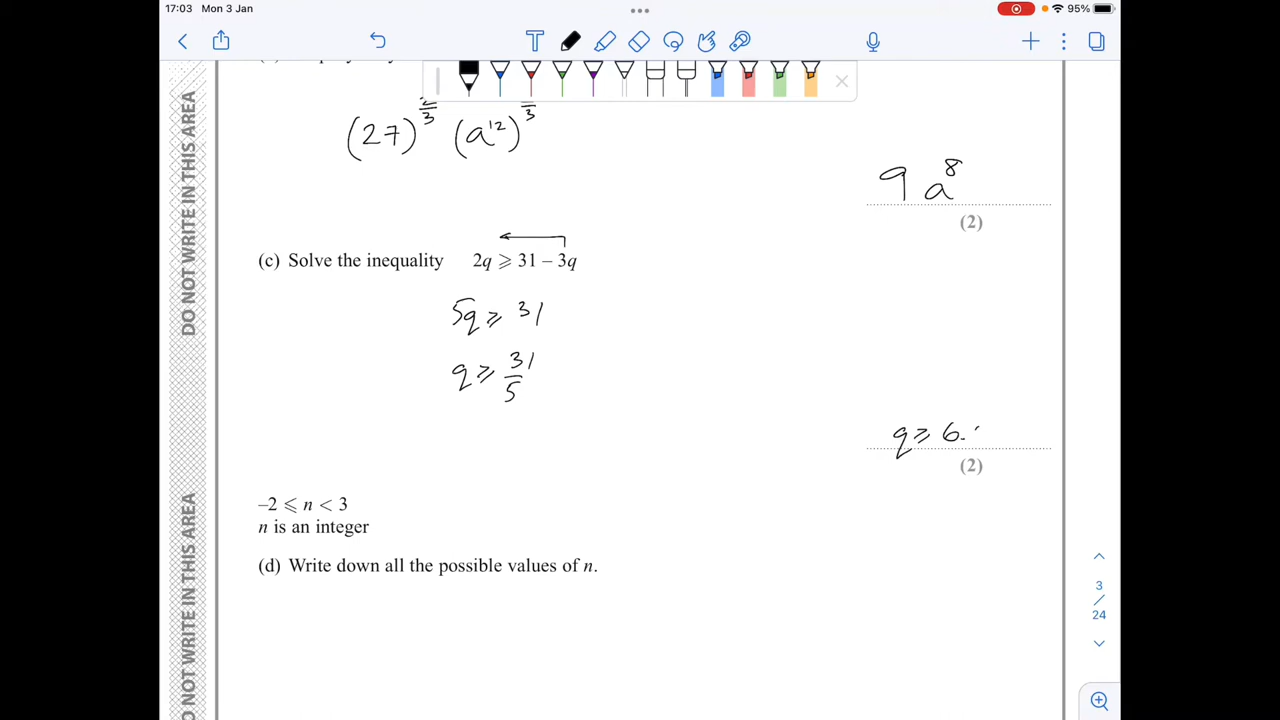 17:03 Mon 3 Jan
95%
DO NOT WRITE IN THIS AREA
(27)^(2/3) (a^12)^(2/3)
9 a^8
(2)
(c) Solve the inequality 2q ⩾ 31 – 3q
5q ⩾ 31
q ⩾ 31/5
q ⩾ 6.
(2)
–2 ⩽ n < 3
n is an integer
(d) Write down all the possible values of n.
3
/
24
DO NOT WRITE IN THIS AREA